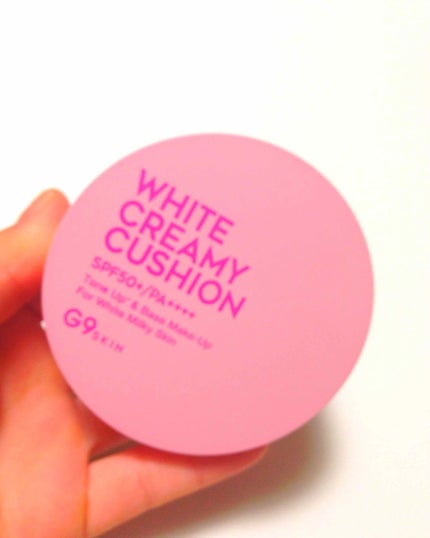 WHITE
CREAMY
CUSHION
SPF50+/PA++++
Tone Up & Base Make-Up
For White Milky Skin
G9SKIN